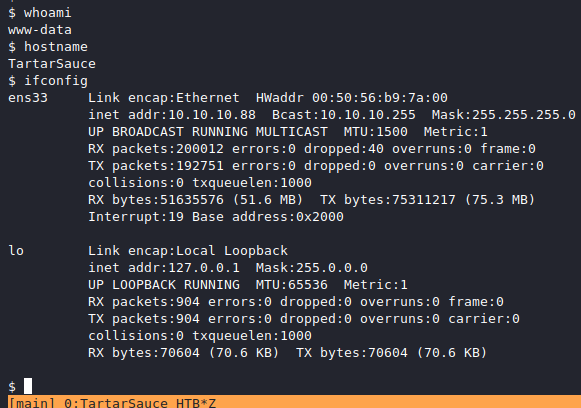 $ whoami
www-data
$ hostname
TartarSauce
$ ifconfig
ens33     Link encap:Ethernet  HWaddr 00:50:56:b9:7a:00
          inet addr:10.10.10.88  Bcast:10.10.10.255  Mask:255.255.255.0
          UP BROADCAST RUNNING MULTICAST  MTU:1500  Metric:1
          RX packets:200012 errors:0 dropped:40 overruns:0 frame:0
          TX packets:192751 errors:0 dropped:0 overruns:0 carrier:0
          collisions:0 txqueuelen:1000
          RX bytes:51635576 (51.6 MB)  TX bytes:75311217 (75.3 MB)
          Interrupt:19 Base address:0x2000
lo        Link encap:Local Loopback
          inet addr:127.0.0.1  Mask:255.0.0.0
          UP LOOPBACK RUNNING  MTU:65536  Metric:1
          RX packets:904 errors:0 dropped:0 overruns:0 frame:0
          TX packets:904 errors:0 dropped:0 overruns:0 carrier:0
          collisions:0 txqueuelen:1000
          RX bytes:70604 (70.6 KB)  TX bytes:70604 (70.6 KB)
$
[main] 0:TartarSauce HTB*Z